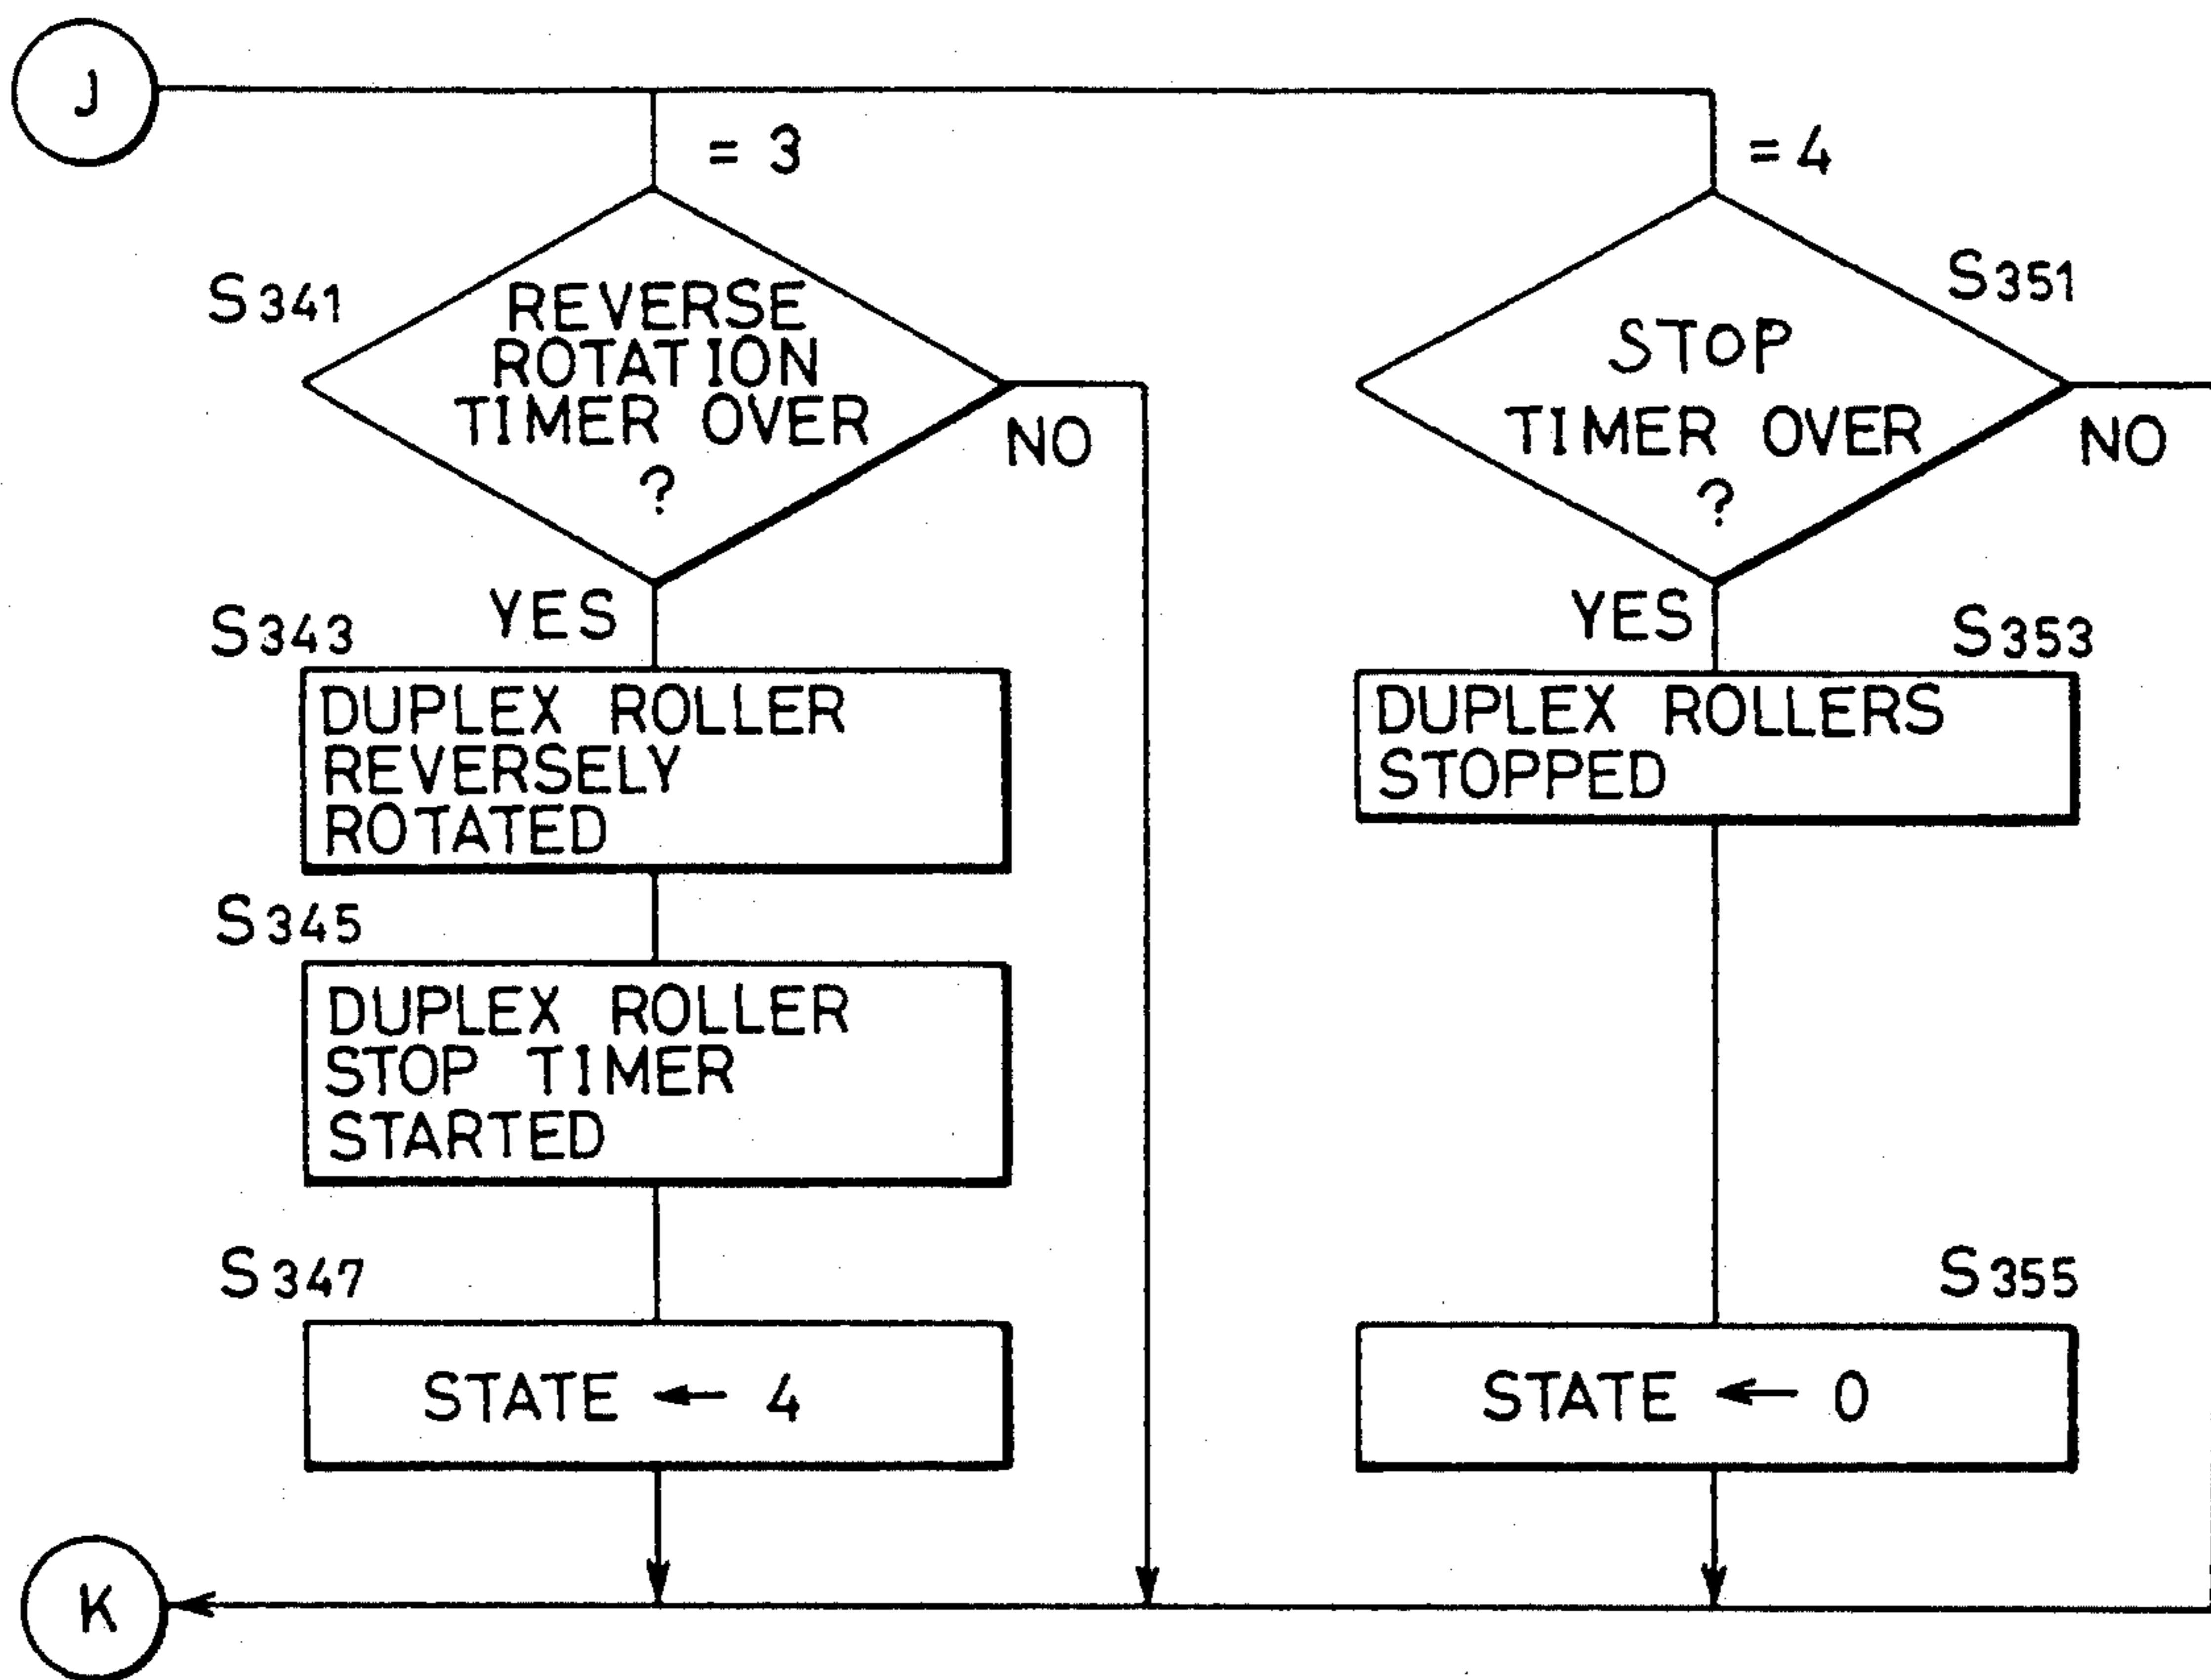 J
= 3
= 4
S341
REVERSE
ROTATION
TIMER OVER
?
NO
YES
S343
DUPLEX ROLLER
REVERSELY
ROTATED
S345
DUPLEX ROLLER
STOP TIMER
STARTED
S347
STATE ← 4
S351
STOP
TIMER OVER
?
NO
YES
S353
DUPLEX ROLLERS
STOPPED
S355
STATE ← 0
K